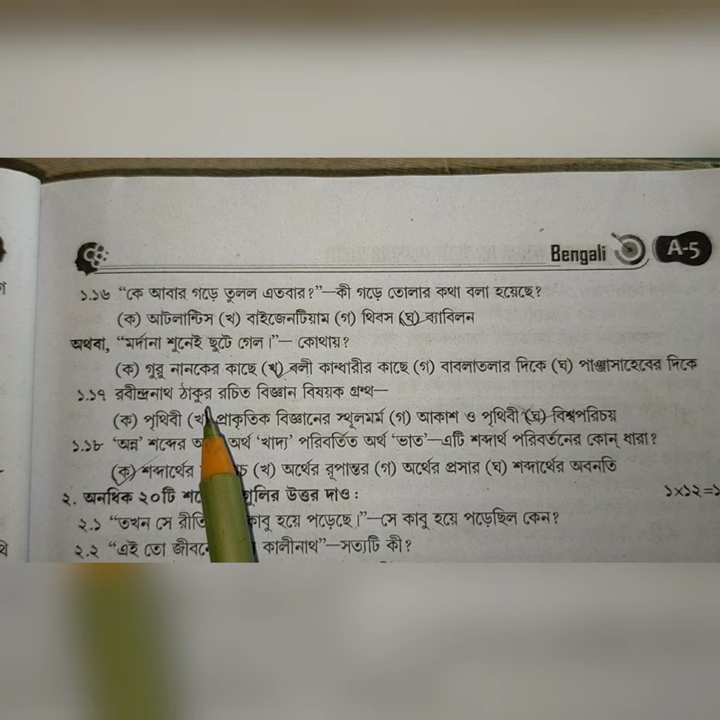 Bengali A-5
১.১৬ “কে আবার গড়ে তুলল এতবার?”—কী গড়ে তোলার কথা বলা হয়েছে?
(ক) আটলান্টিস (খ) বাইজেনটিয়াম (গ) থিবস (ঘ) ব্যাবিলন
অথবা, “মর্দানা শুনেই ছুটে গেল।”— কোথায়?
(ক) গুরু নানকের কাছে (খ) বলী কান্ধারীর কাছে (গ) বাবলাতলার দিকে (ঘ) পাঞ্জাসাহেবের দিকে
১.১৭ রবীন্দ্রনাথ ঠাকুর রচিত বিজ্ঞান বিষয়ক গ্রন্থ—
(ক) পৃথিবী (খ) প্রাকৃতিক বিজ্ঞানের স্থূলমর্ম (গ) আকাশ ও পৃথিবী (ঘ) বিশ্বপরিচয়
১.১৮ ‘অন্ন’ শব্দের অর্থ ‘খাদ্য’ পরিবর্তিত অর্থ ‘ভাত’—এটি শব্দার্থ পরিবর্তনের কোন্ ধারা?
(ক) শব্দার্থের (খ) অর্থের রূপান্তর (গ) অর্থের প্রসার (ঘ) শব্দার্থের অবনতি
২. অনধিক ২০টি গুলির উত্তর দাও : ১x১২=১
২.১ “তখন সে কাবু হয়ে পড়েছে।”—সে কাবু হয়ে পড়েছিল কেন?
২.২ “এই তো কালীনাথ”—সত্যটি কী?